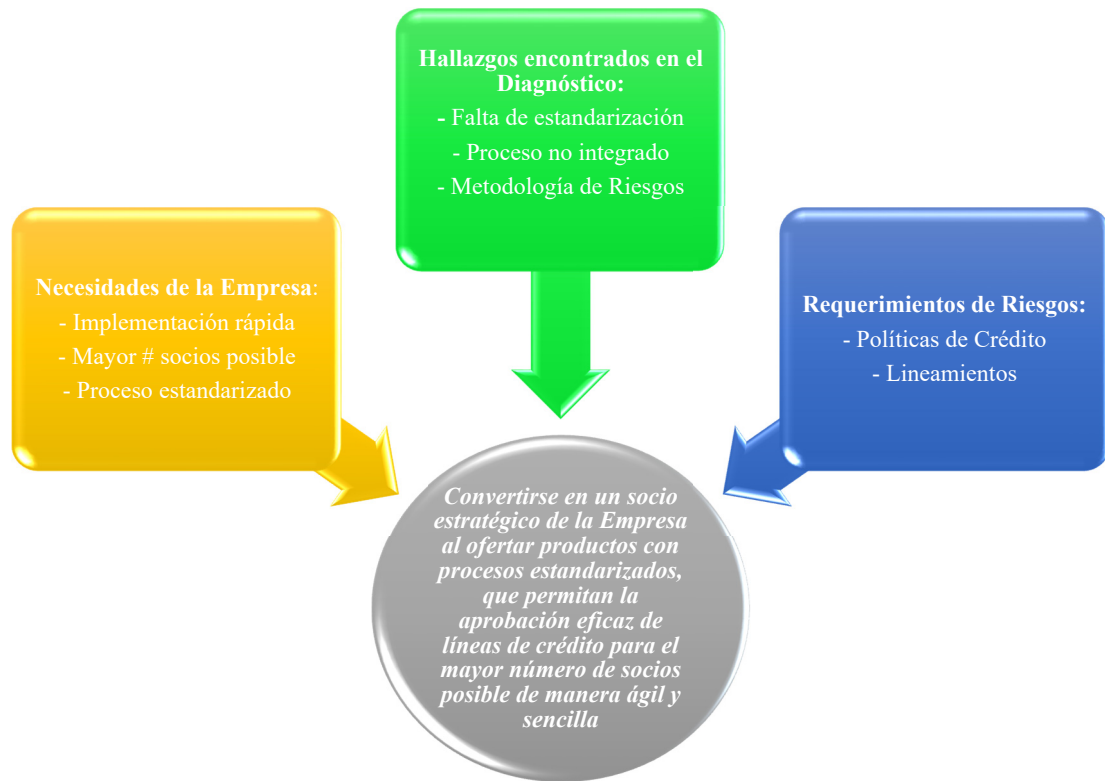 Hallazgos encontrados en el
Diagnóstico:
- Falta de estandarización
- Proceso no integrado
- Metodología de Riesgos
Necesidades de la Empresa:
- Implementación rápida
- Mayor # socios posible
- Proceso estandarizado
Requerimientos de Riesgos:
- Políticas de Crédito
- Lineamientos
Convertirse en un socio
estratégico de la Empresa
al ofertar productos con
procesos estandarizados,
que permitan la
aprobación eficaz de
líneas de crédito para el
mayor número de socios
posible de manera ágil y
sencilla